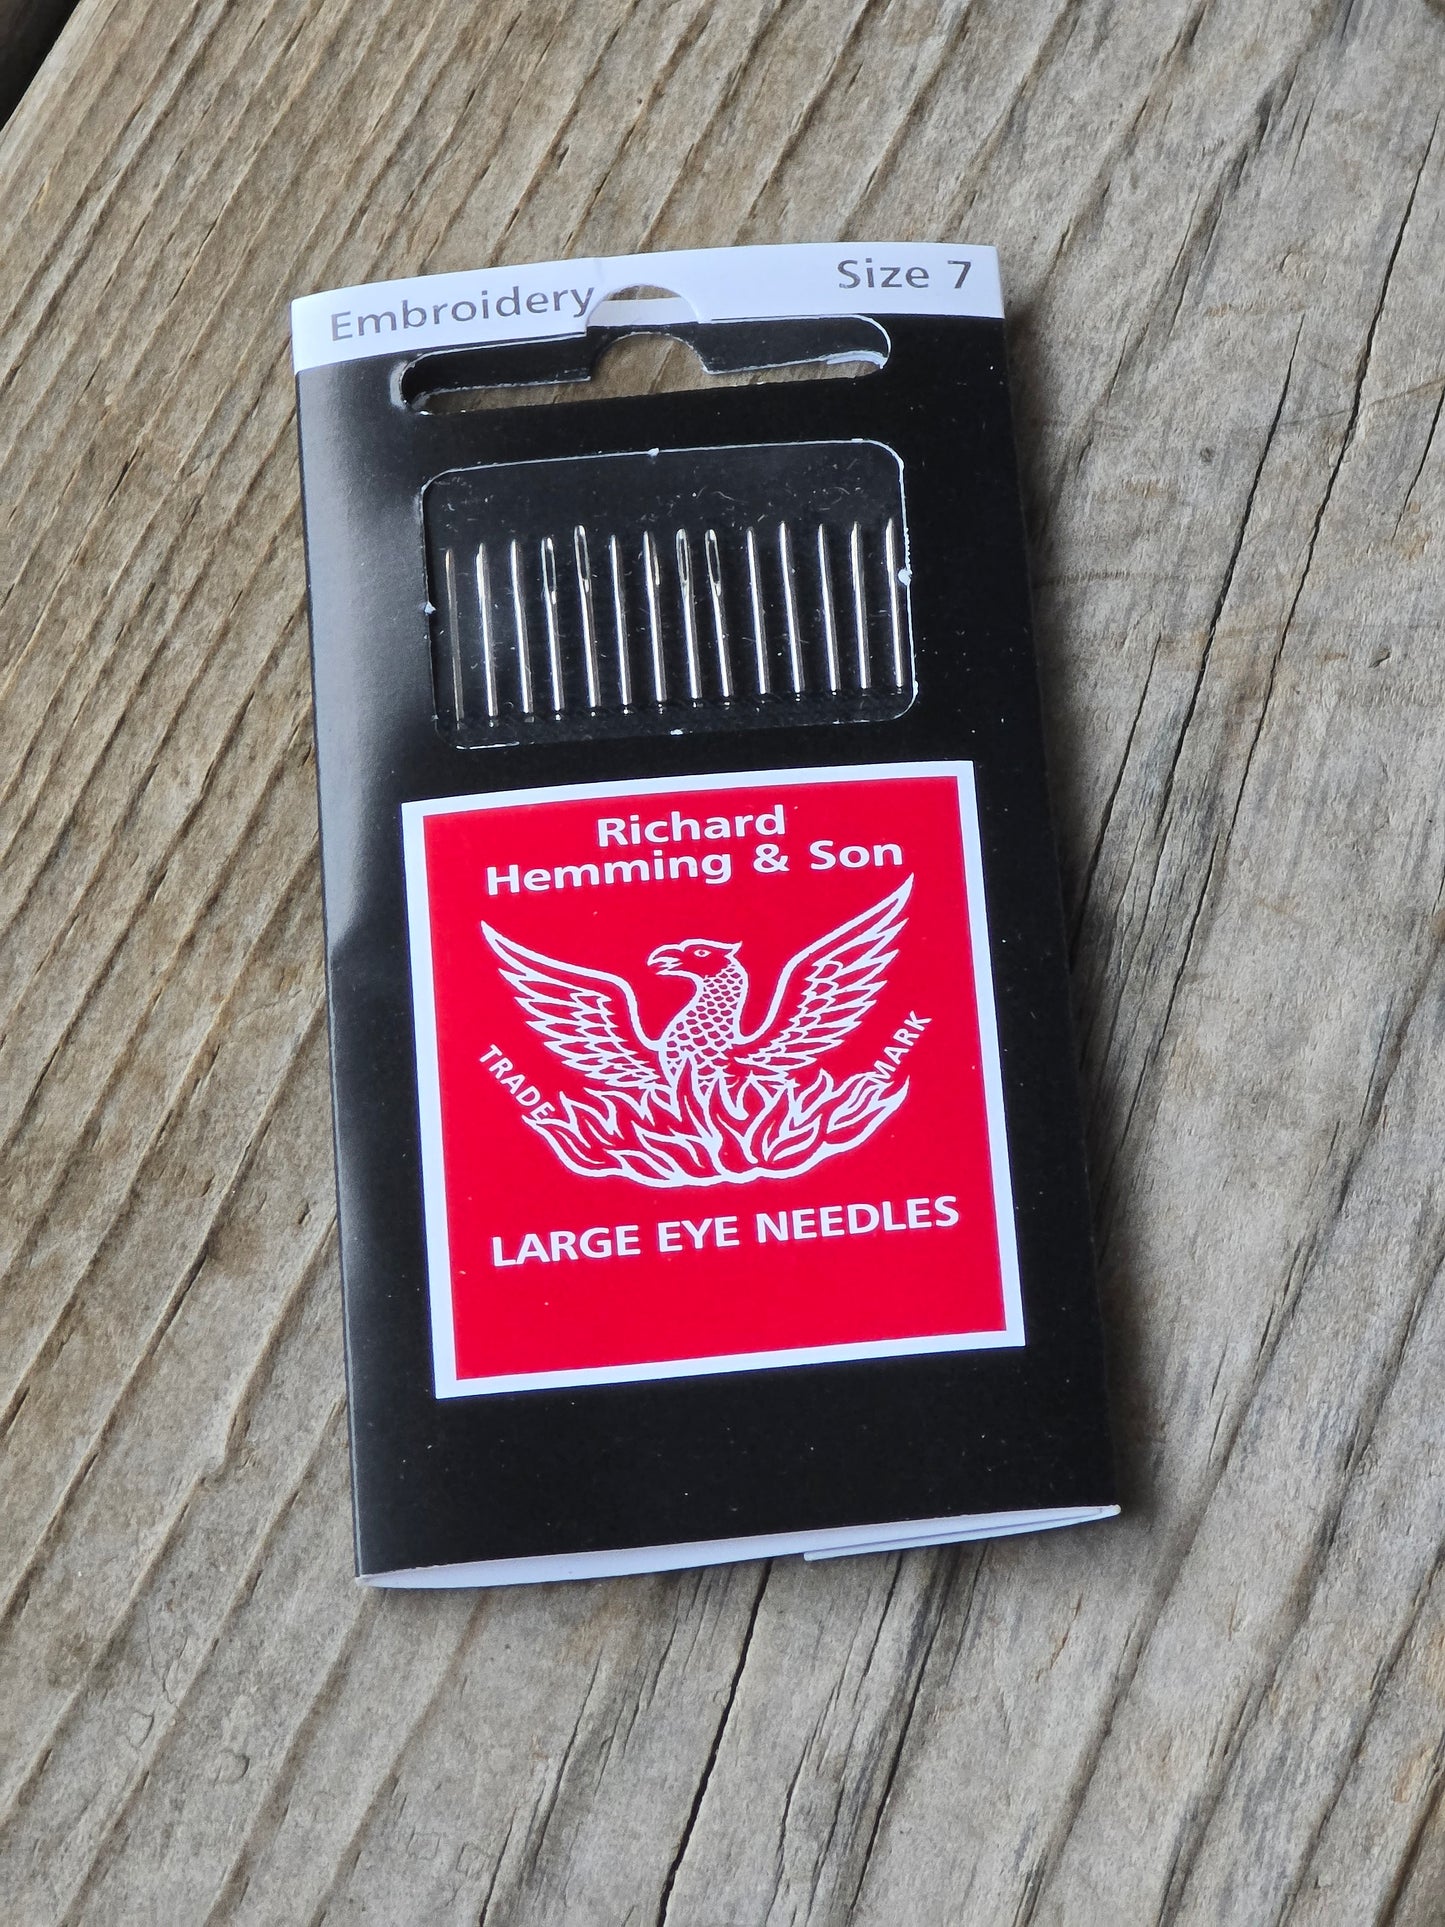 Embroidery Size 7
Richard
Hemming & Son
TRADE MARK
LARGE EYE NEEDLES